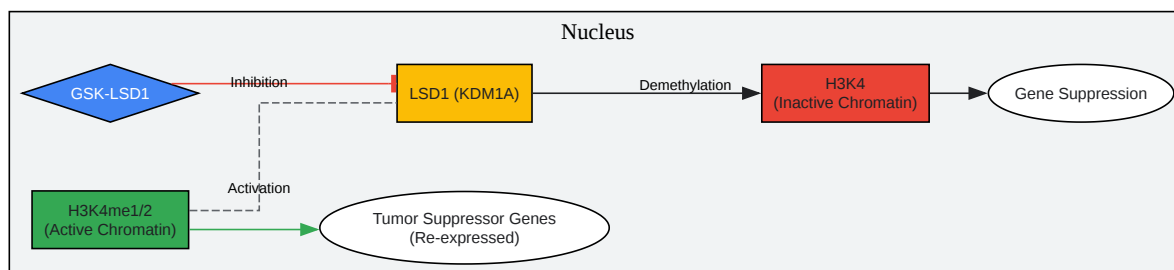 Nucleus
GSK-LSD1
Inhibition
LSD1 (KDM1A)
Demethylation
H3K4
(Inactive Chromatin)
Gene Suppression
Activation
H3K4me1/2
(Active Chromatin)
Tumor Suppressor Genes
(Re-expressed)